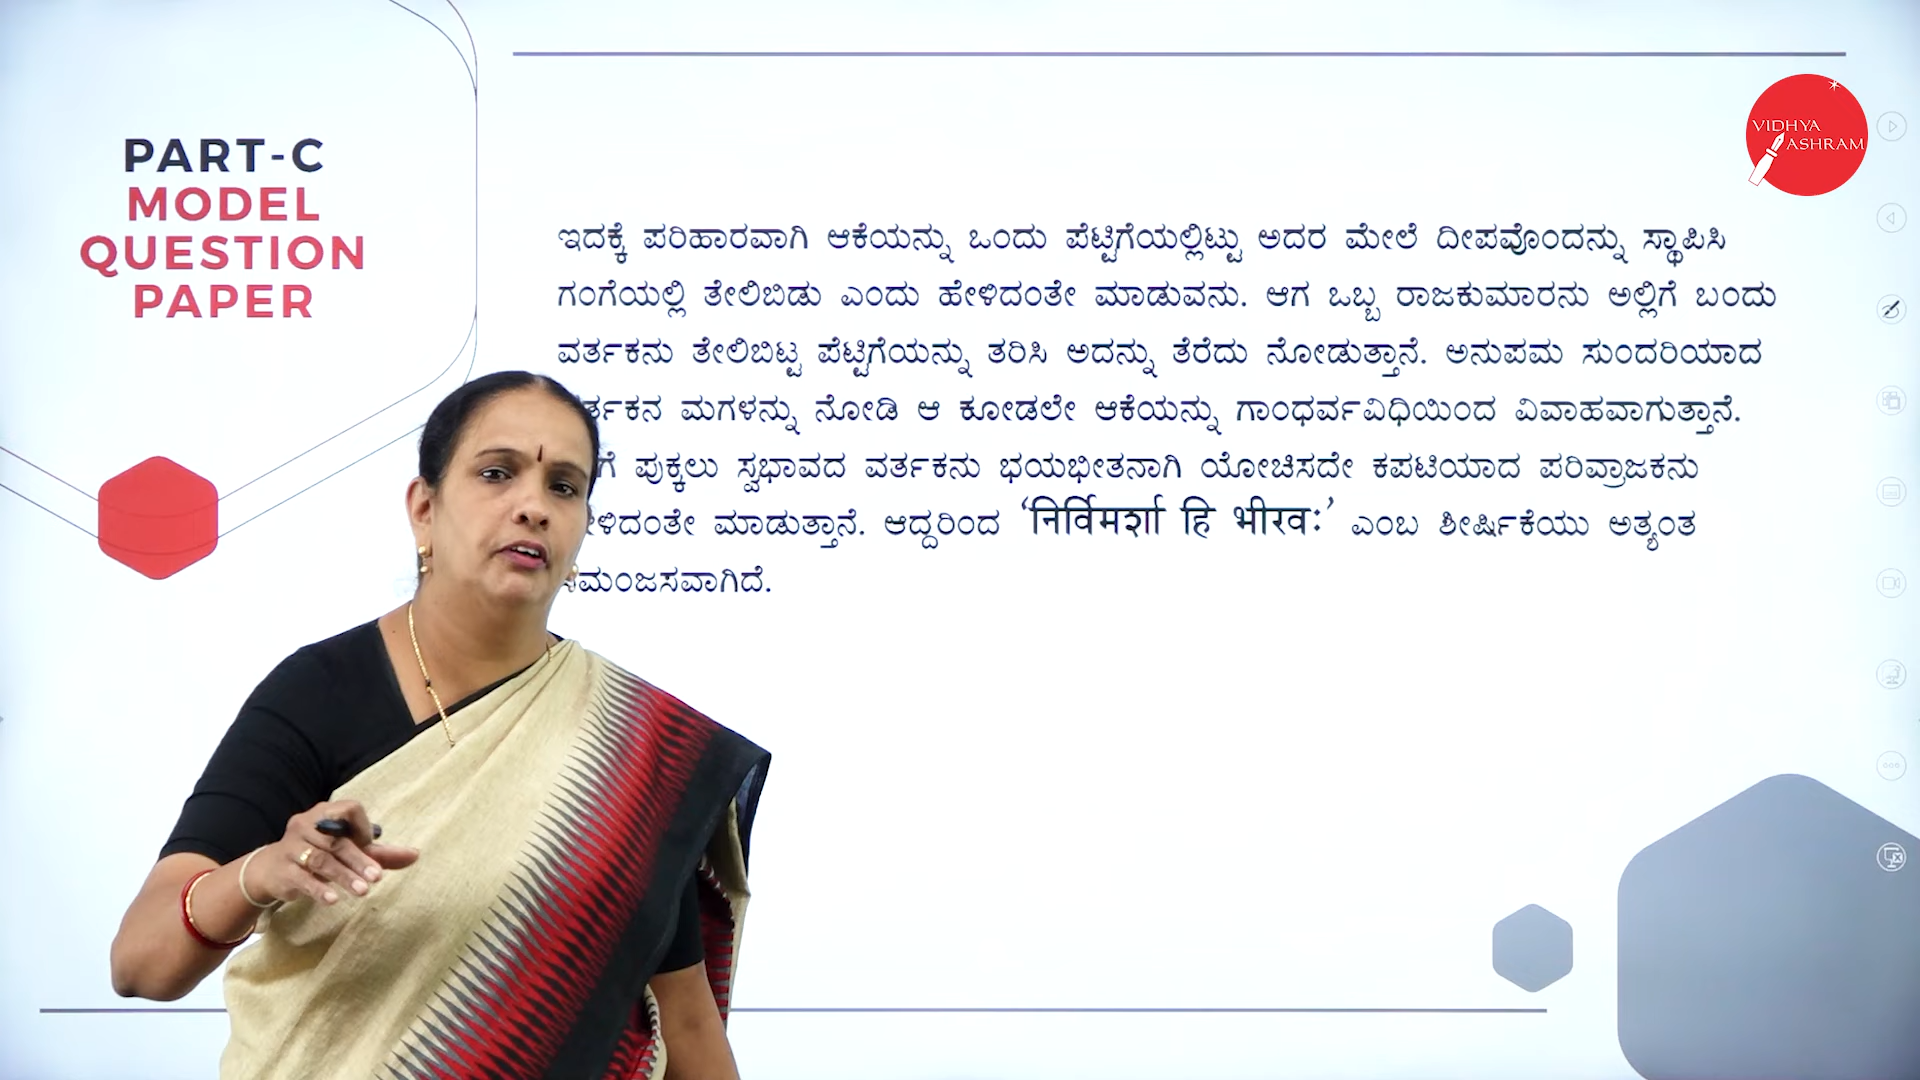 PART-C
MODEL
QUESTION
PAPER
VIDHYA
ASHRAM
ಇದಕ್ಕೆ ಪರಿಹಾರವಾಗಿ ಆಕೆಯನ್ನು ಒಂದು ಪೆಟ್ಟಿಗೆಯಲ್ಲಿಟ್ಟು ಅದರ ಮೇಲೆ ದೀಪವೊಂದನ್ನು ಸ್ಥಾಪಿಸಿ
ಗಂಗೆಯಲ್ಲಿ ತೇಲಿಬಿಡು ಎಂದು ಹೇಳಿದಂತೇ ಮಾಡುವನು. ಆಗ ಒಬ್ಬ ರಾಜಕುಮಾರನು ಅಲ್ಲಿಗೆ ಬಂದು
ವರ್ತಕನು ತೇಲಿಬಿಟ್ಟ ಪೆಟ್ಟಿಗೆಯನ್ನು ತರಿಸಿ ಅದನ್ನು ತೆರೆದು ನೋಡುತ್ತಾನೆ. ಅನುಪಮ ಸುಂದರಿಯಾದ
ಮಗಳನ್ನು ನೋಡಿ ಆ ಕೂಡಲೇ ಆಕೆಯನ್ನು ಗಾಂಧರ್ವವಿಧಿಯಿಂದ ವಿವಾಹವಾಗುತ್ತಾನೆ.
ಪುಕ್ಕಲು ಸ್ವಭಾವದ ವರ್ತಕನು ಭಯಭೀತನಾಗಿ ಯೋಚಿಸದೇ ಕಪಟಿಯಾದ ಪರಿವ್ರಾಜಕನು
ಮಾಡುತ್ತಾನೆ. ಆದ್ದರಿಂದ ‘निर्विमर्शा हि भीरवः’ ಎಂಬ ಶೀರ್ಷಿಕೆಯು ಅತ್ಯಂತ